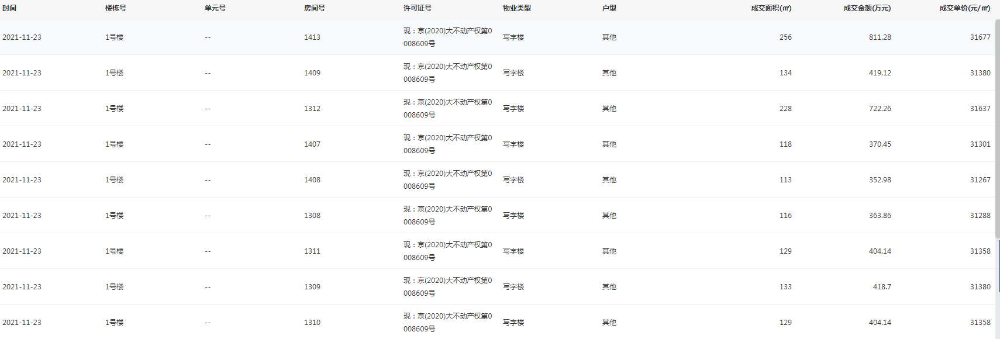 时间 楼栋号 单元号 房间号 许可证号 物业类型 户型 成交面积(㎡) 成交金额(万元) 成交单价(元/㎡)
2021-11-23 1号楼 -- 1413 现：京(2020)大不动产权第0 写字楼 其他 256 811.28 31677
008609号
2021-11-23 1号楼 -- 1409 现：京(2020)大不动产权第0 写字楼 其他 134 419.12 31380
008609号
2021-11-23 1号楼 -- 1312 现：京(2020)大不动产权第0 写字楼 其他 228 722.26 31637
008609号
2021-11-23 1号楼 -- 1407 现：京(2020)大不动产权第0 写字楼 其他 118 370.45 31301
008609号
2021-11-23 1号楼 -- 1408 现：京(2020)大不动产权第0 写字楼 其他 113 352.98 31267
008609号
2021-11-23 1号楼 -- 1308 现：京(2020)大不动产权第0 写字楼 其他 116 363.86 31288
008609号
2021-11-23 1号楼 -- 1311 现：京(2020)大不动产权第0 写字楼 其他 129 404.14 31358
008609号
2021-11-23 1号楼 -- 1309 现：京(2020)大不动产权第0 写字楼 其他 133 418.7 31380
008609号
2021-11-23 1号楼 -- 1310 现：京(2020)大不动产权第0 写字楼 其他 129 404.14 31358
008609号